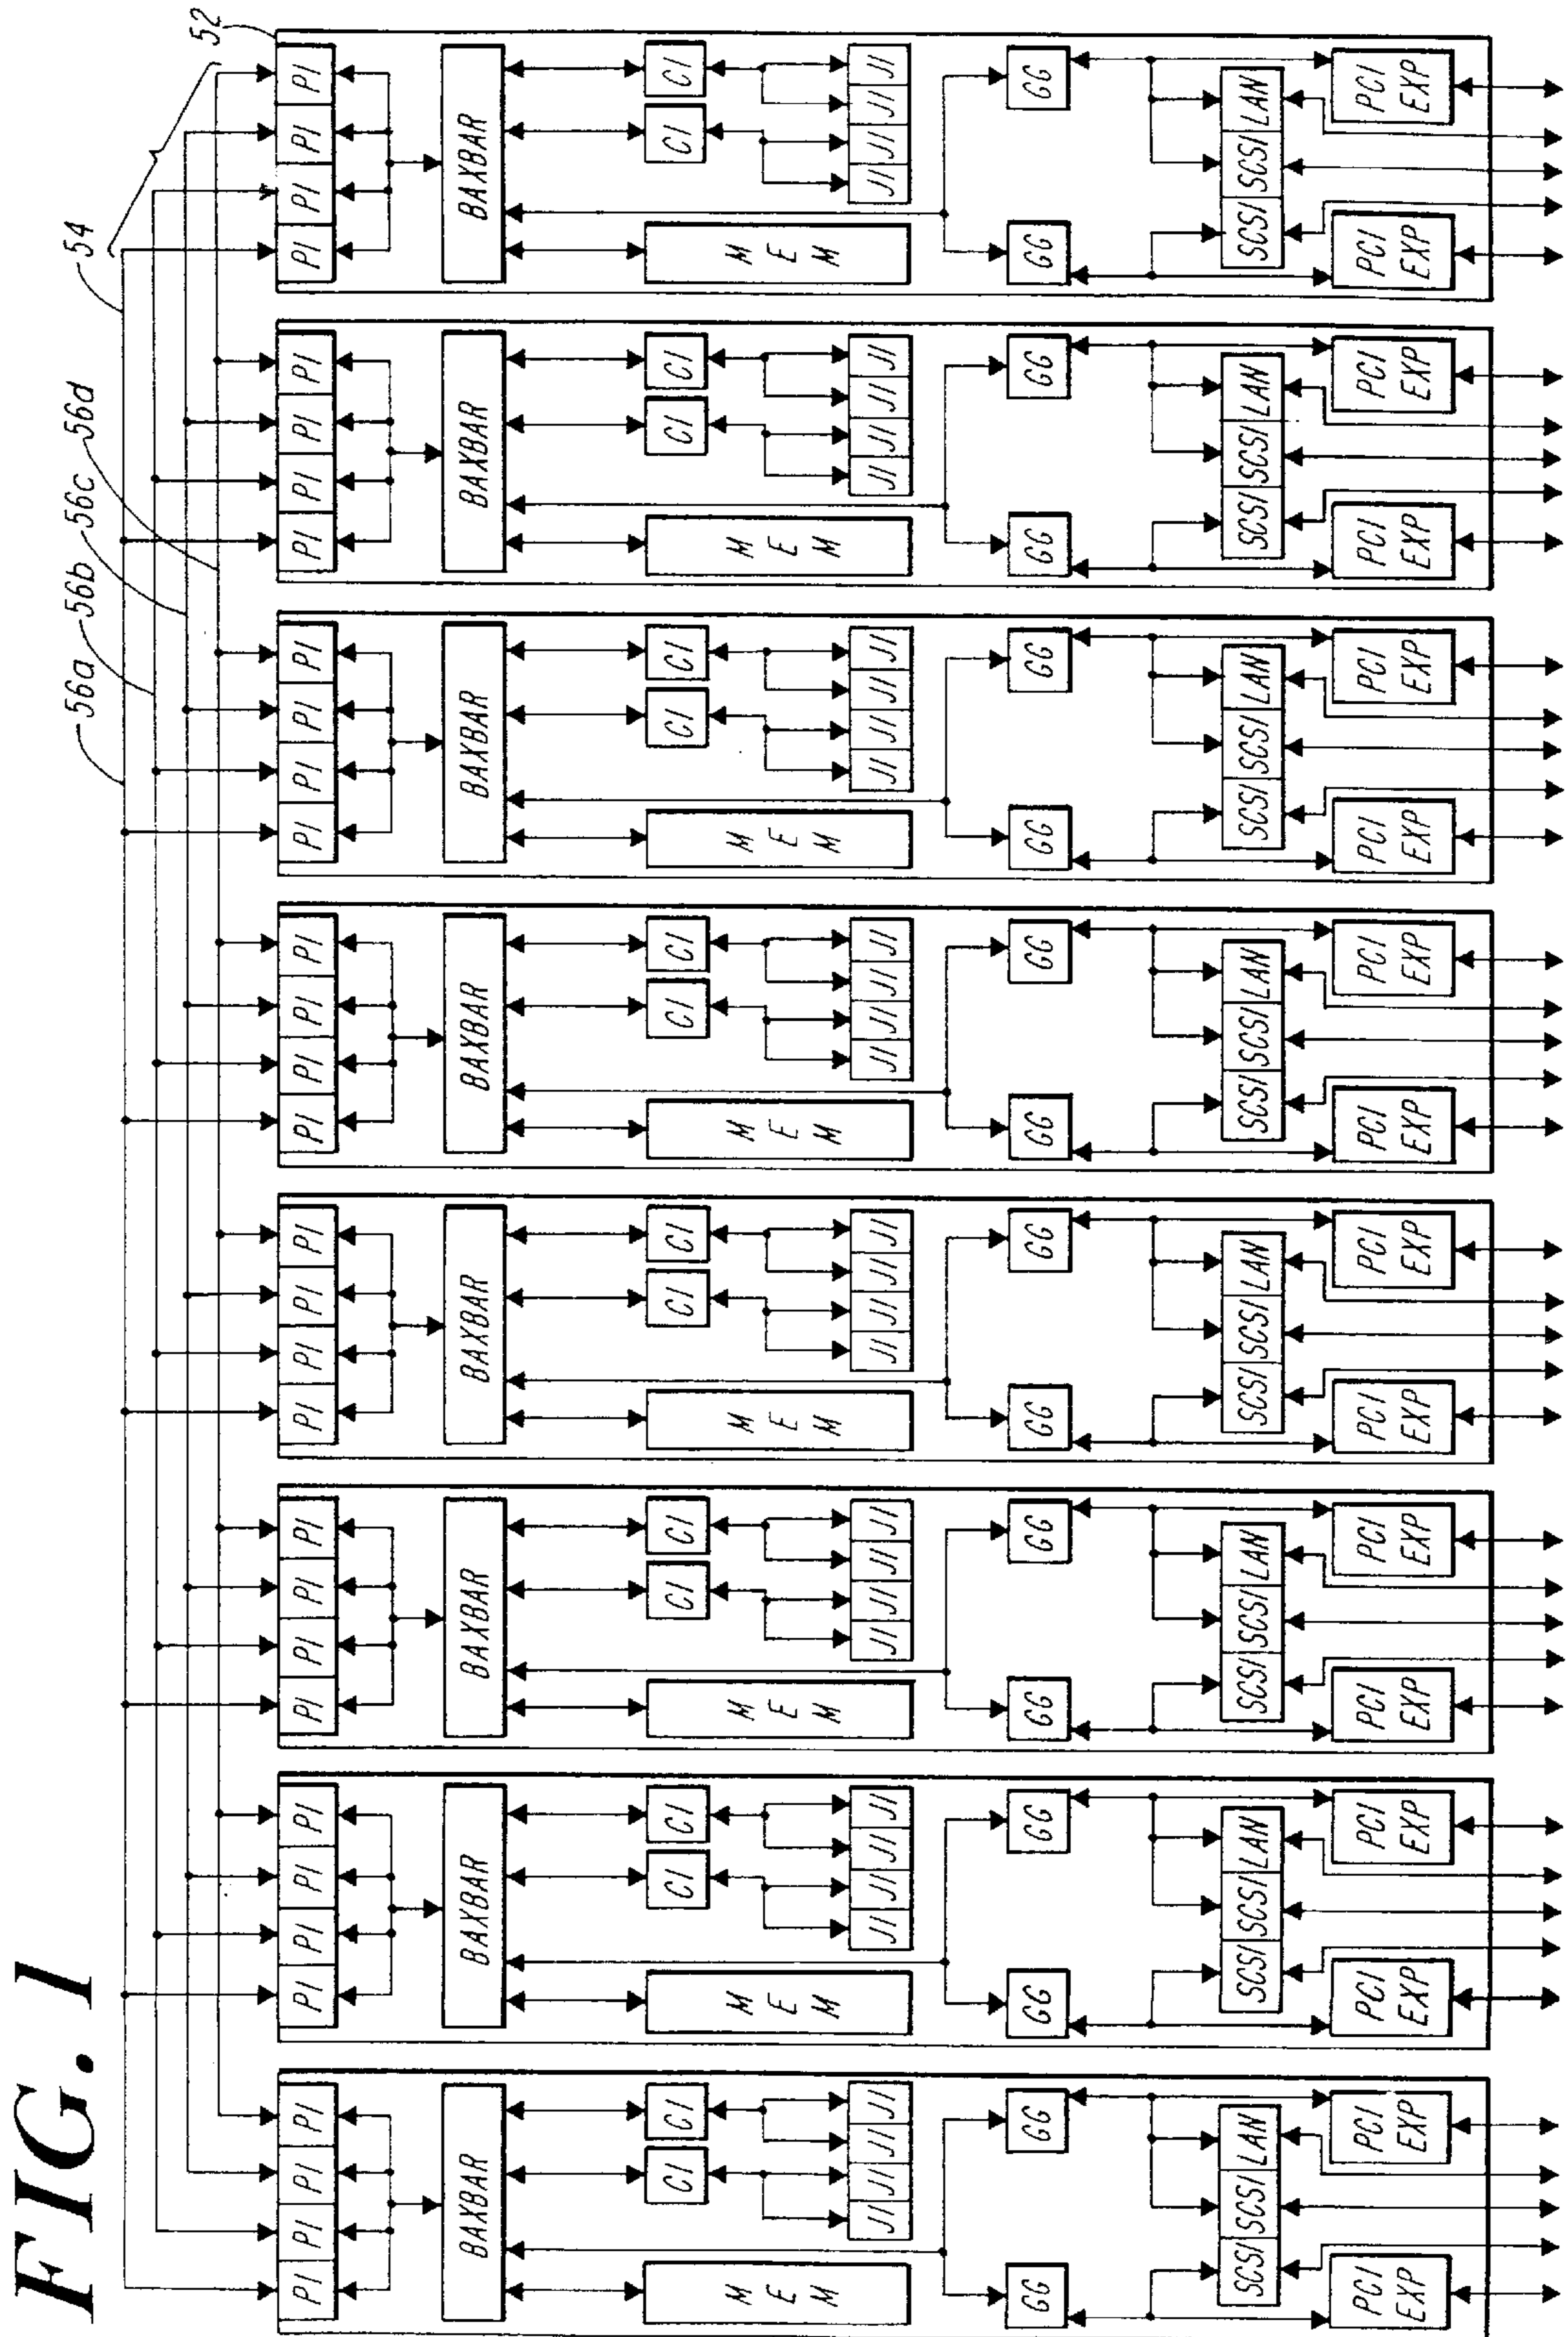 FIG. 1
56a 56b 56c 56d 54 52
PI PI PI PI
BAXBAR
CI CI
M
E
M
JI JI JI JI
GG GG
SCSI SCSI LAN
PCI PCI
EXP EXP
PI PI PI PI
BAXBAR
CI CI
M
E
M
JI JI JI JI
GG GG
SCSI SCSI LAN
PCI PCI
EXP EXP
PI PI PI PI
BAXBAR
CI CI
M
E
M
JI JI JI JI
GG GG
SCSI SCSI LAN
PCI PCI
EXP EXP
PI PI PI PI
BAXBAR
CI CI
M
E
M
JI JI JI JI
GG GG
SCSI SCSI LAN
PCI PCI
EXP EXP
PI PI PI PI
BAXBAR
CI CI
M
E
M
JI JI JI JI
GG GG
SCSI SCSI LAN
PCI PCI
EXP EXP
PI PI PI PI
BAXBAR
CI CI
M
E
M
JI JI JI JI
GG GG
SCSI SCSI LAN
PCI PCI
EXP EXP
PI PI PI PI
BAXBAR
CI CI
M
E
M
JI JI JI JI
GG GG
SCSI SCSI LAN
PCI PCI
EXP EXP
PI PI PI PI
BAXBAR
CI CI
M
E
M
JI JI JI JI
GG GG
SCSI SCSI LAN
PCI PCI
EXP EXP